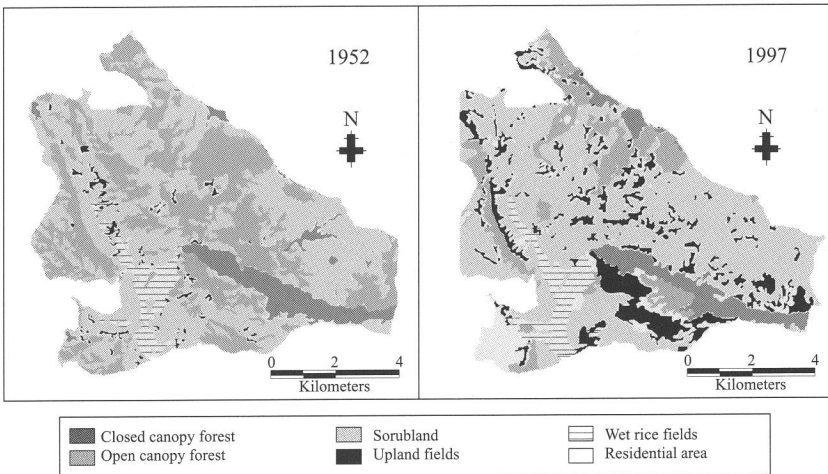 1952
N
0 2 4
Kilometers
1997
N
0 2 4
Kilometers
Closed canopy forest
Open canopy forest
Sorubland
Upland fields
Wet rice fields
Residential area